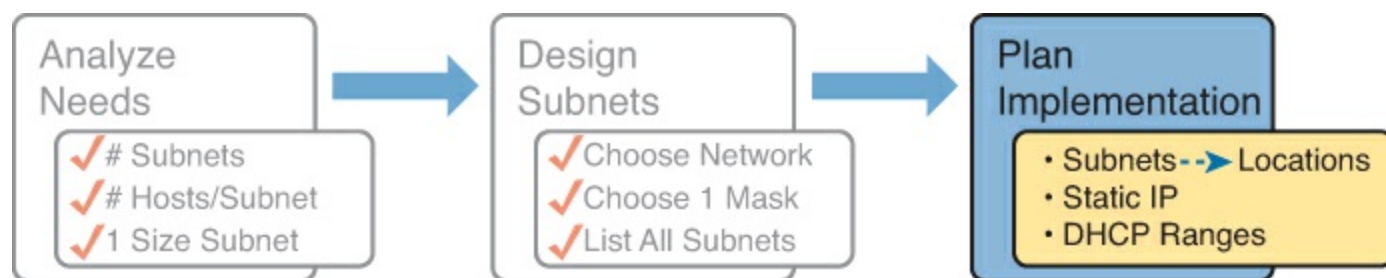 Analyze
Needs
# Subnets
# Hosts/Subnet
1 Size Subnet
Design
Subnets
Choose Network
Choose 1 Mask
List All Subnets
Plan
Implementation
• Subnets Locations
• Static IP
• DHCP Ranges